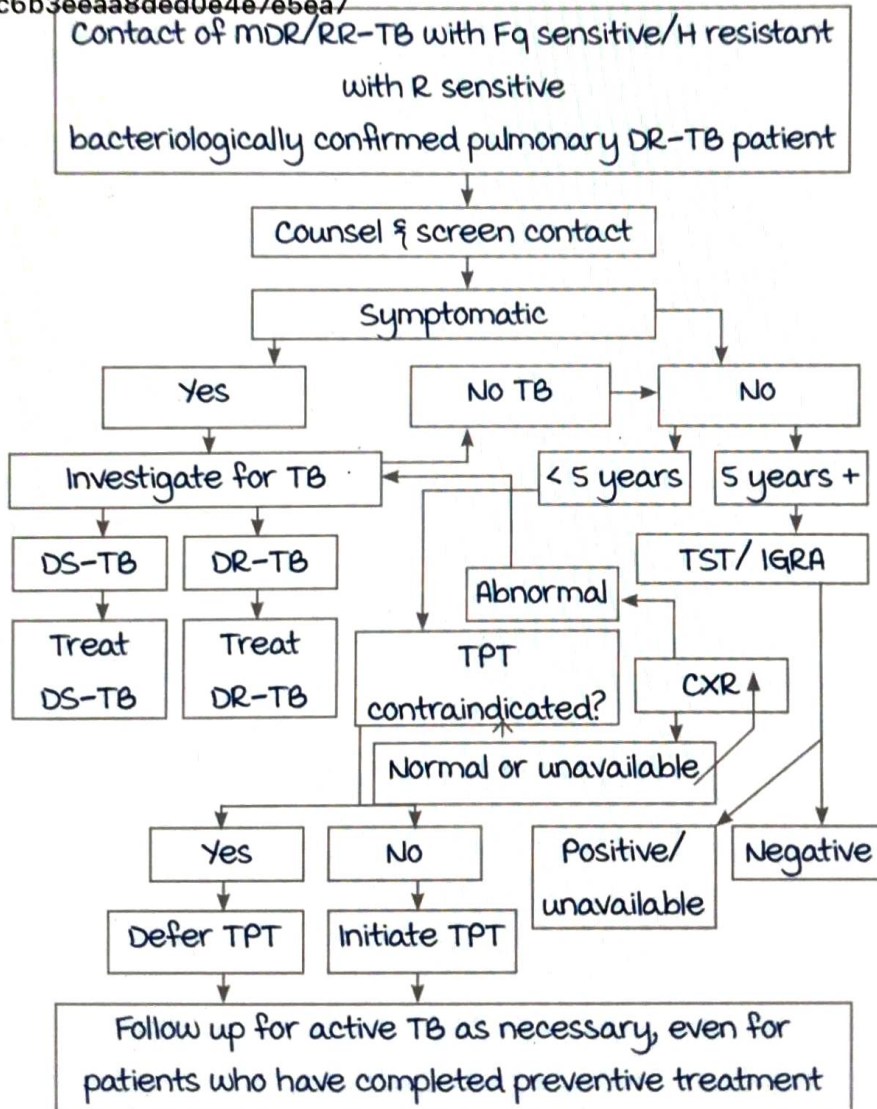 Contact of MDR/RR-TB with Fq sensitive/H resistant
with R sensitive
bacteriologically confirmed pulmonary DR-TB patient
Counsel & screen contact
Symptomatic
Yes
No TB
No
Investigate for TB
< 5 years
5 years +
DS-TB
DR-TB
TST/ IGRA
Abnormal
Treat
DS-TB
Treat
DR-TB
TPT
contraindicated?
CXR
Normal or unavailable
Yes
No
Positive/
unavailable
Negative
Defer TPT
Initiate TPT
Follow up for active TB as necessary, even for
patients who have completed preventive treatment